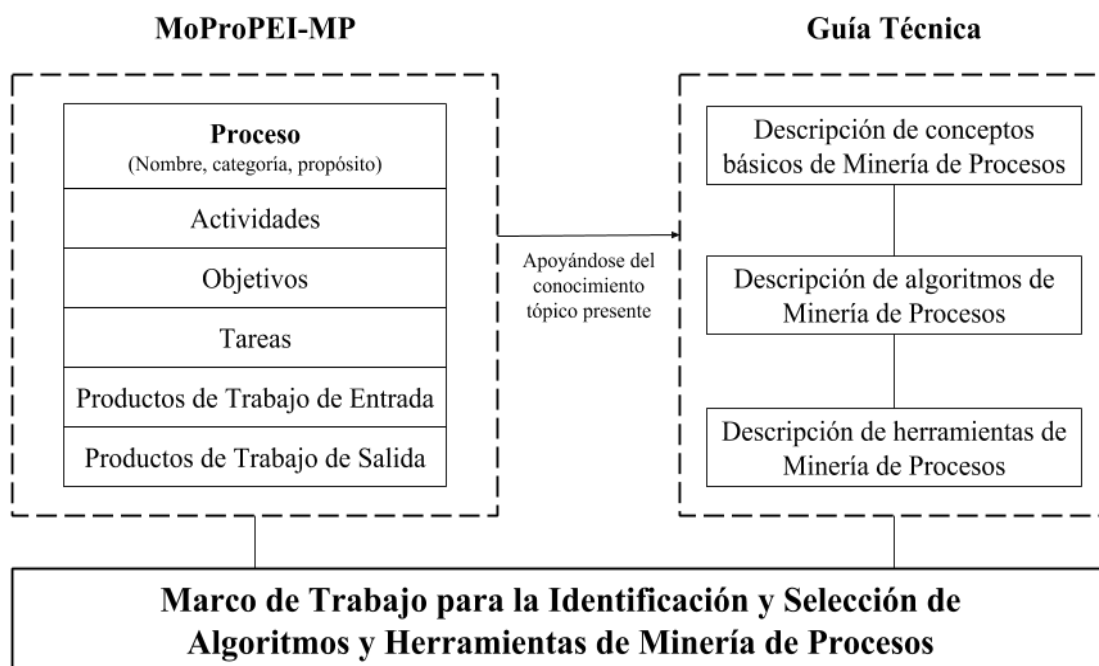 MoProPEI-MP
Proceso
(Nombre, categoría, propósito)
Actividades
Objetivos
Tareas
Productos de Trabajo de Entrada
Productos de Trabajo de Salida
Apoyándose del
conocimiento
tópico presente
Guía Técnica
Descripción de conceptos
básicos de Minería de Procesos
Descripción de algoritmos de
Minería de Procesos
Descripción de herramientas de
Minería de Procesos
Marco de Trabajo para la Identificación y Selección de
Algoritmos y Herramientas de Minería de Procesos